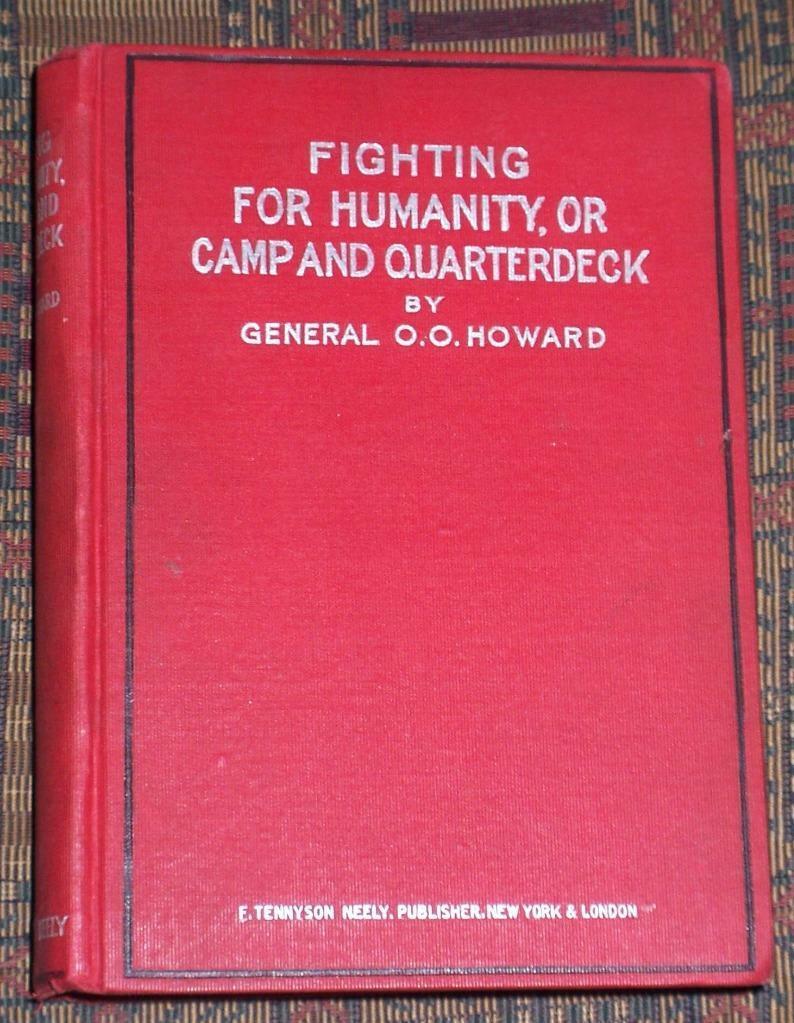 FIGHTING
FOR HUMANITY, OR
CAMP AND QUARTERDECK
BY
GENERAL O.O. HOWARD
F. TENNYSON NEELY. PUBLISHER. NEW YORK & LONDON